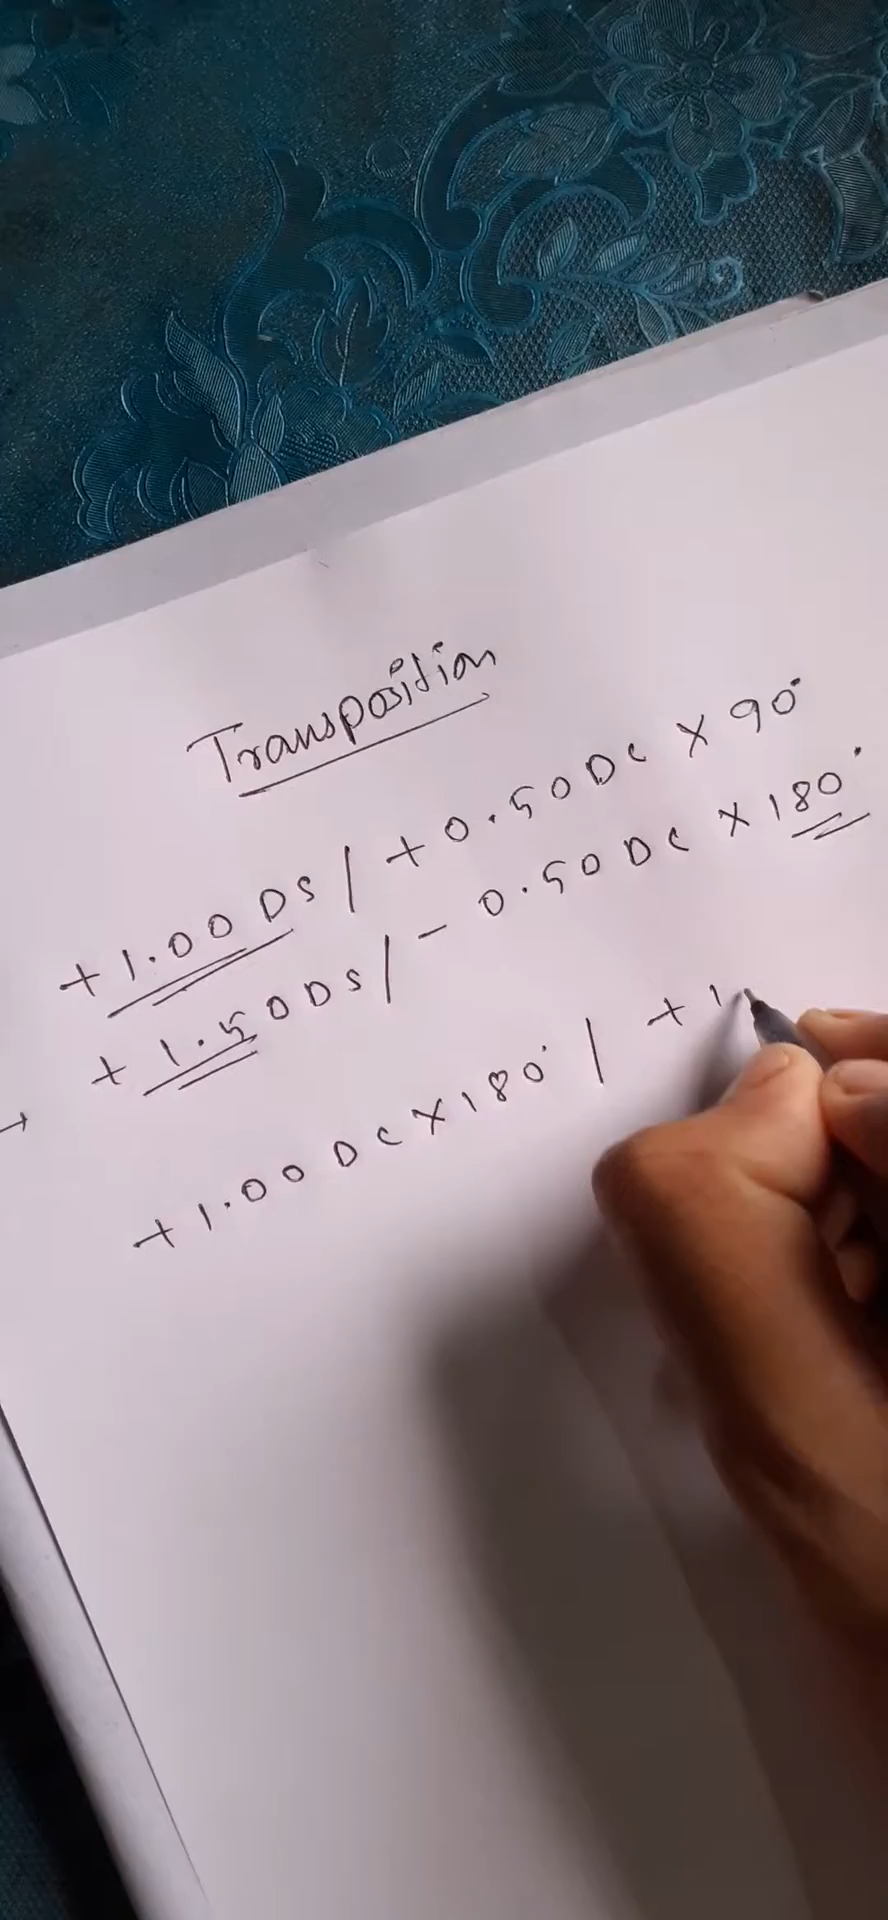 Transposition
+1.00 DS / +0.50 DC X 90°
+ 1.50 DS / - 0.50 DC X 180°
→ +1.00 DC X 180° / +1.